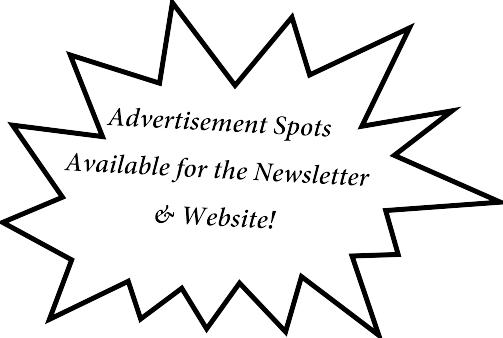 Advertisement Spots
Available for the Newsletter
& Website!